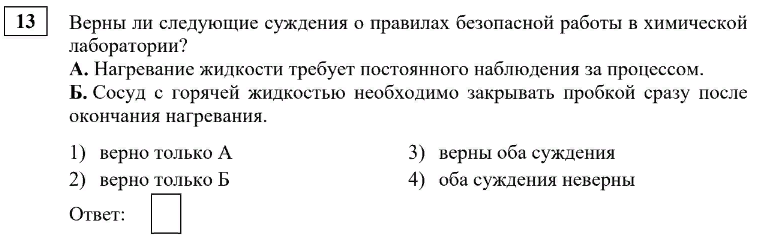 13 Верны ли следующие суждения о правилах безопасной работы в химической
лаборатории?
А. Нагревание жидкости требует постоянного наблюдения за процессом.
Б. Сосуд с горячей жидкостью необходимо закрывать пробкой сразу после
окончания нагревания.
1) верно только А 3) верны оба суждения
2) верно только Б 4) оба суждения неверны
Ответ: